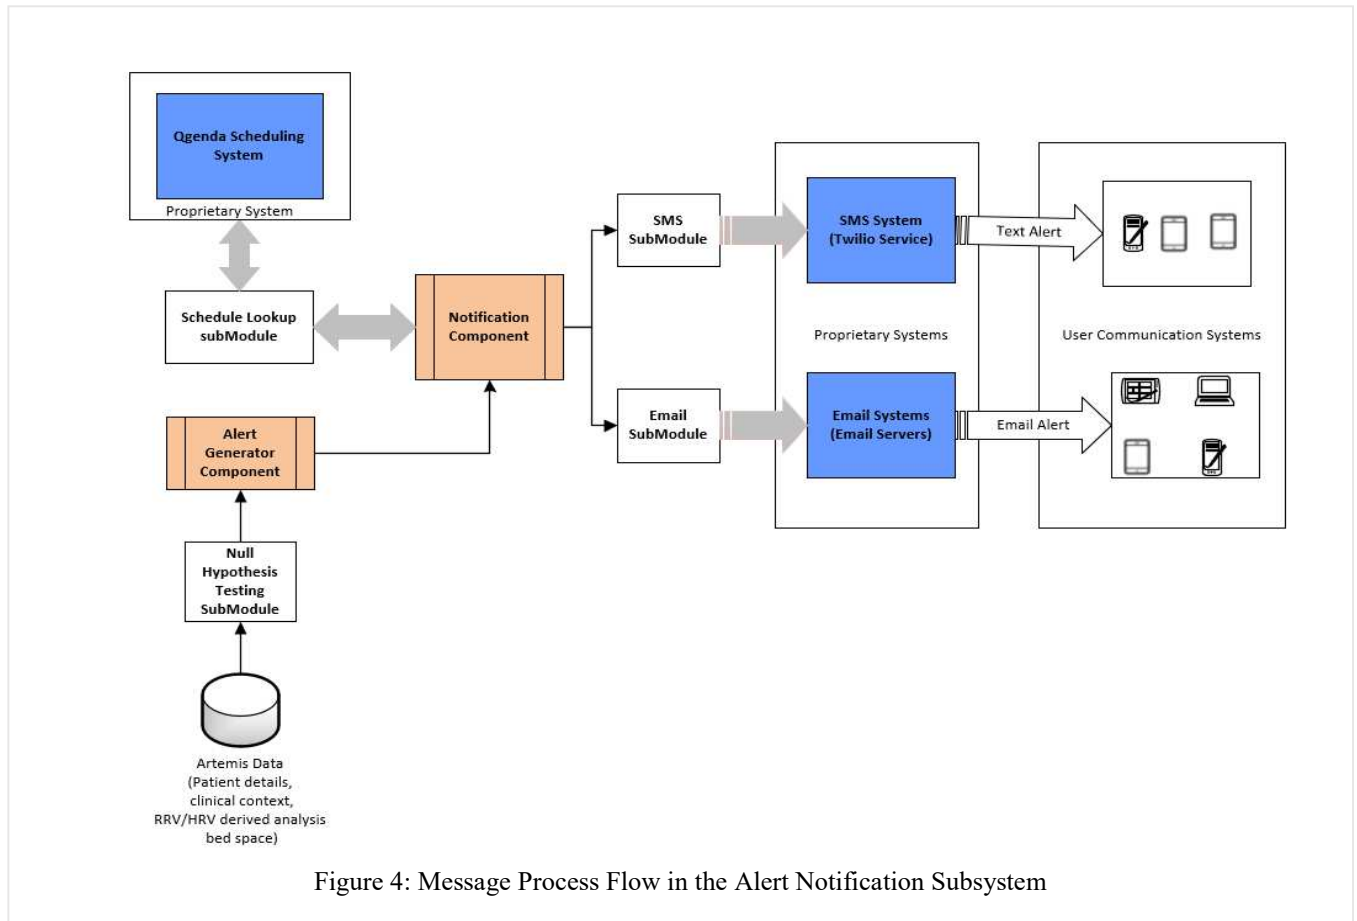 Qgenda Scheduling
System
Proprietary System
Schedule Lookup
subModule
Notification
Component
Alert
Generator
Component
Null
Hypothesis
Testing
SubModule
Artemis Data
(Patient details,
clinical context,
RRV/HRV derived analysis
bed space)
SMS
SubModule
Email
SubModule
SMS System
(Twilio Service)
Proprietary Systems
Email Systems
(Email Servers)
Text Alert
Email Alert
User Communication Systems
Figure 4: Message Process Flow in the Alert Notification Subsystem